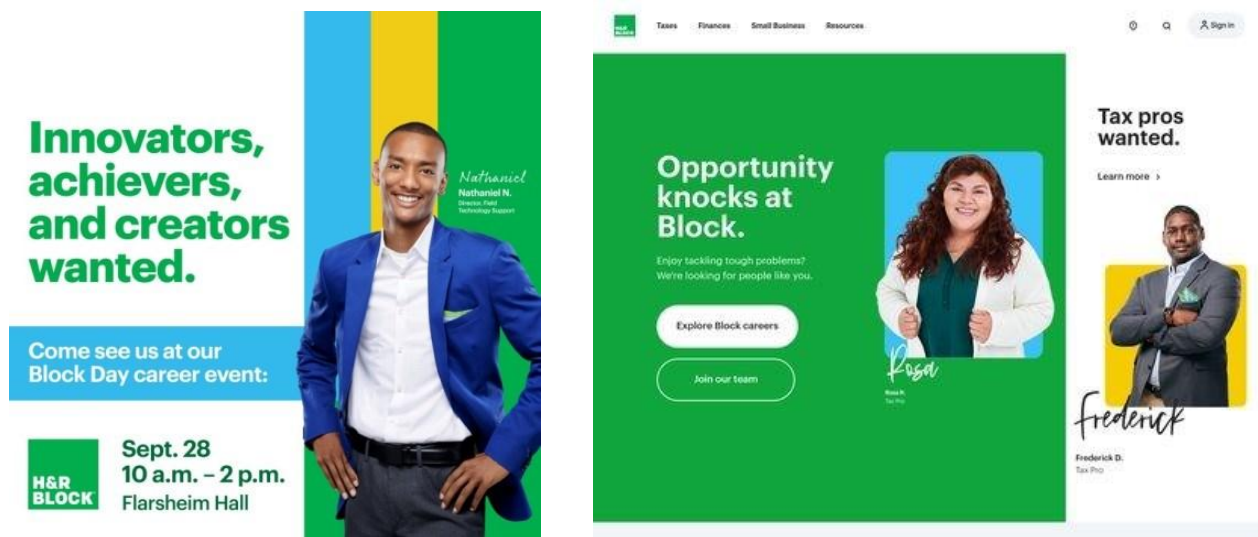 Innovators,
achievers,
and creators
wanted.
Nathaniel
Nathaniel N.
Director, Field
Technology Support
Come see us at our
Block Day career event:
H&R
BLOCK
Sept. 28
10 a.m. – 2 p.m.
Flarsheim Hall
H&R
BLOCK
Taxes
Finances
Small Business
Resources
Sign in
Opportunity
knocks at
Block.
Enjoy tackling tough problems?
We're looking for people like you.
Explore Block careers
Join our team
Rosa
Rosa P.
Tax Pro
Tax pros
wanted.
Learn more >
Frederick
Frederick D.
Tax Pro